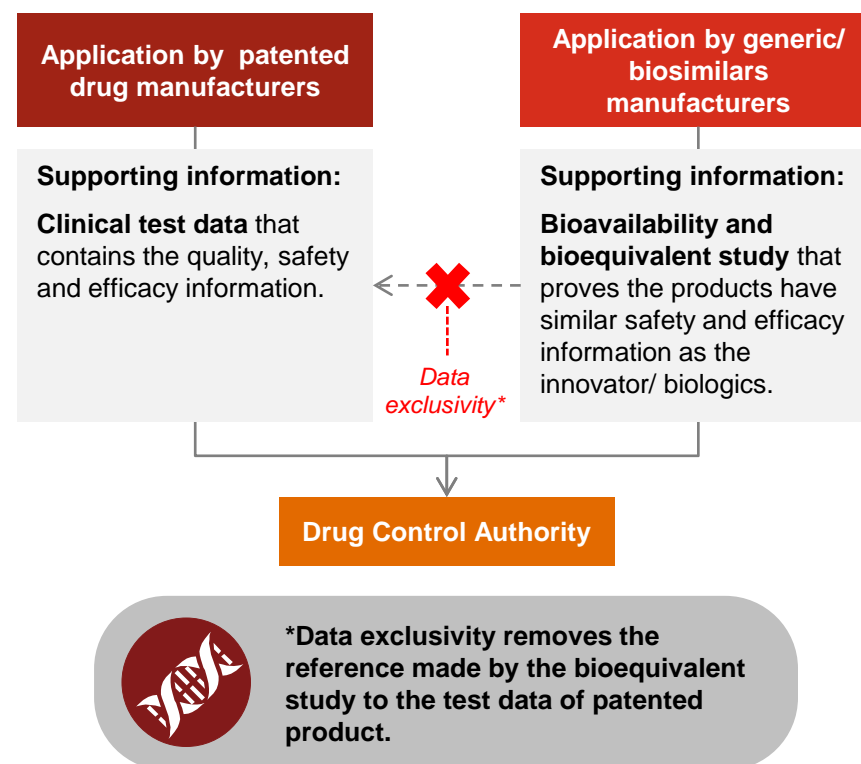 Application by patented
drug manufacturers
Application by generic/
biosimilars
manufacturers
Supporting information:
Clinical test data that
contains the quality, safety
and efficacy information.
Supporting information:
Bioavailability and
bioequivalent study that
proves the products have
similar safety and efficacy
information as the
innovator/ biologics.
Data
exclusivity*
Drug Control Authority
*Data exclusivity removes the
reference made by the bioequivalent
study to the test data of patented
product.